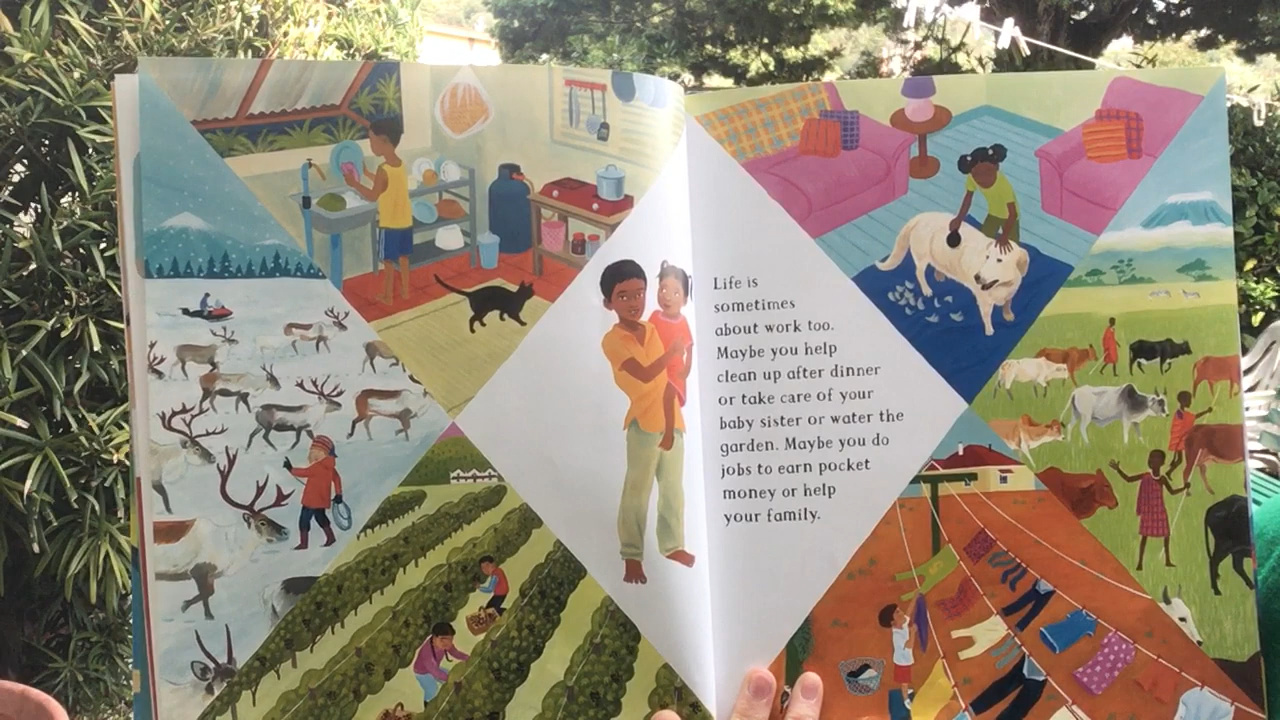 Life is
sometimes
about work too.
Maybe you help
clean up after dinner
or take care of your
baby sister or water the
garden. Maybe you do
jobs to earn pocket
money or help
your family.